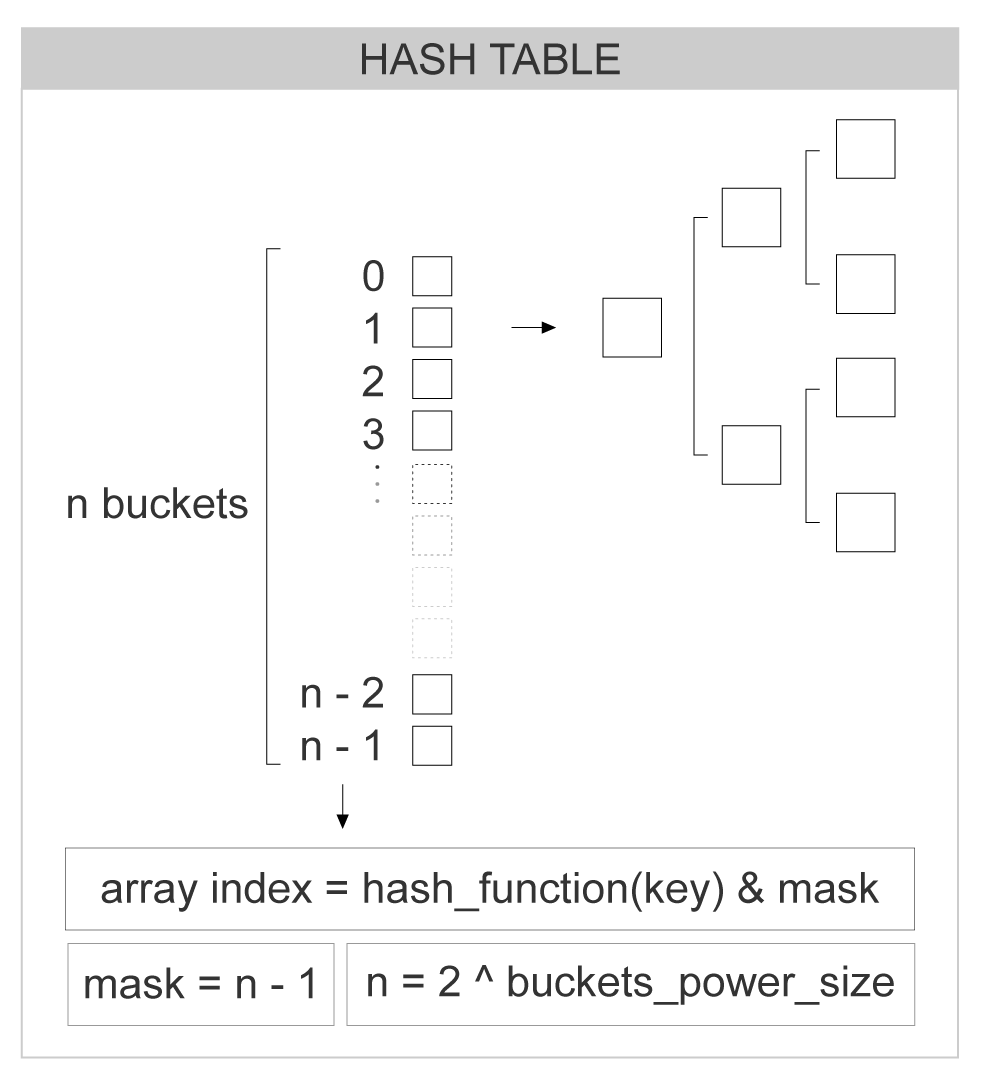 HASH TABLE
0
1
2
3
n buckets
n - 2
n - 1
array index = hash_function(key) & mask
mask = n - 1
n = 2 ^ buckets_power_size